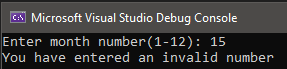 Microsoft Visual Studio Debug Console
Enter month number(1-12): 15
You have entered an invalid number